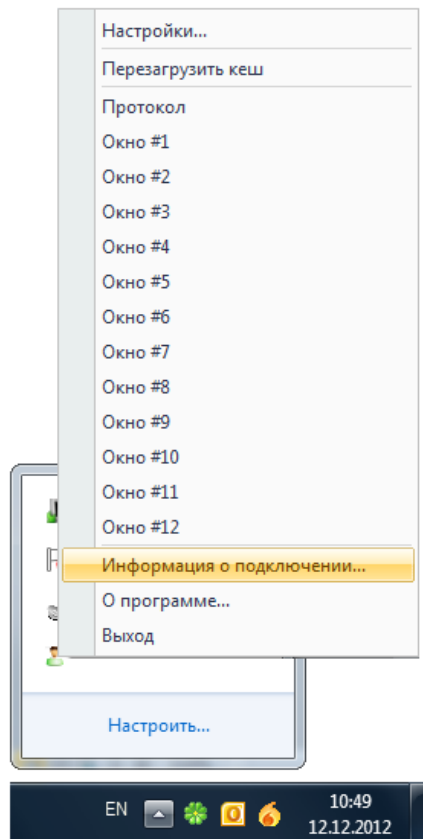 Настройки...
Перезагрузить кеш
Протокол
Окно #1
Окно #2
Окно #3
Окно #4
Окно #5
Окно #6
Окно #7
Окно #8
Окно #9
Окно #10
Окно #11
Окно #12
Информация о подключении...
О программе...
Выход
Настроить...
EN
10:49
12.12.2012